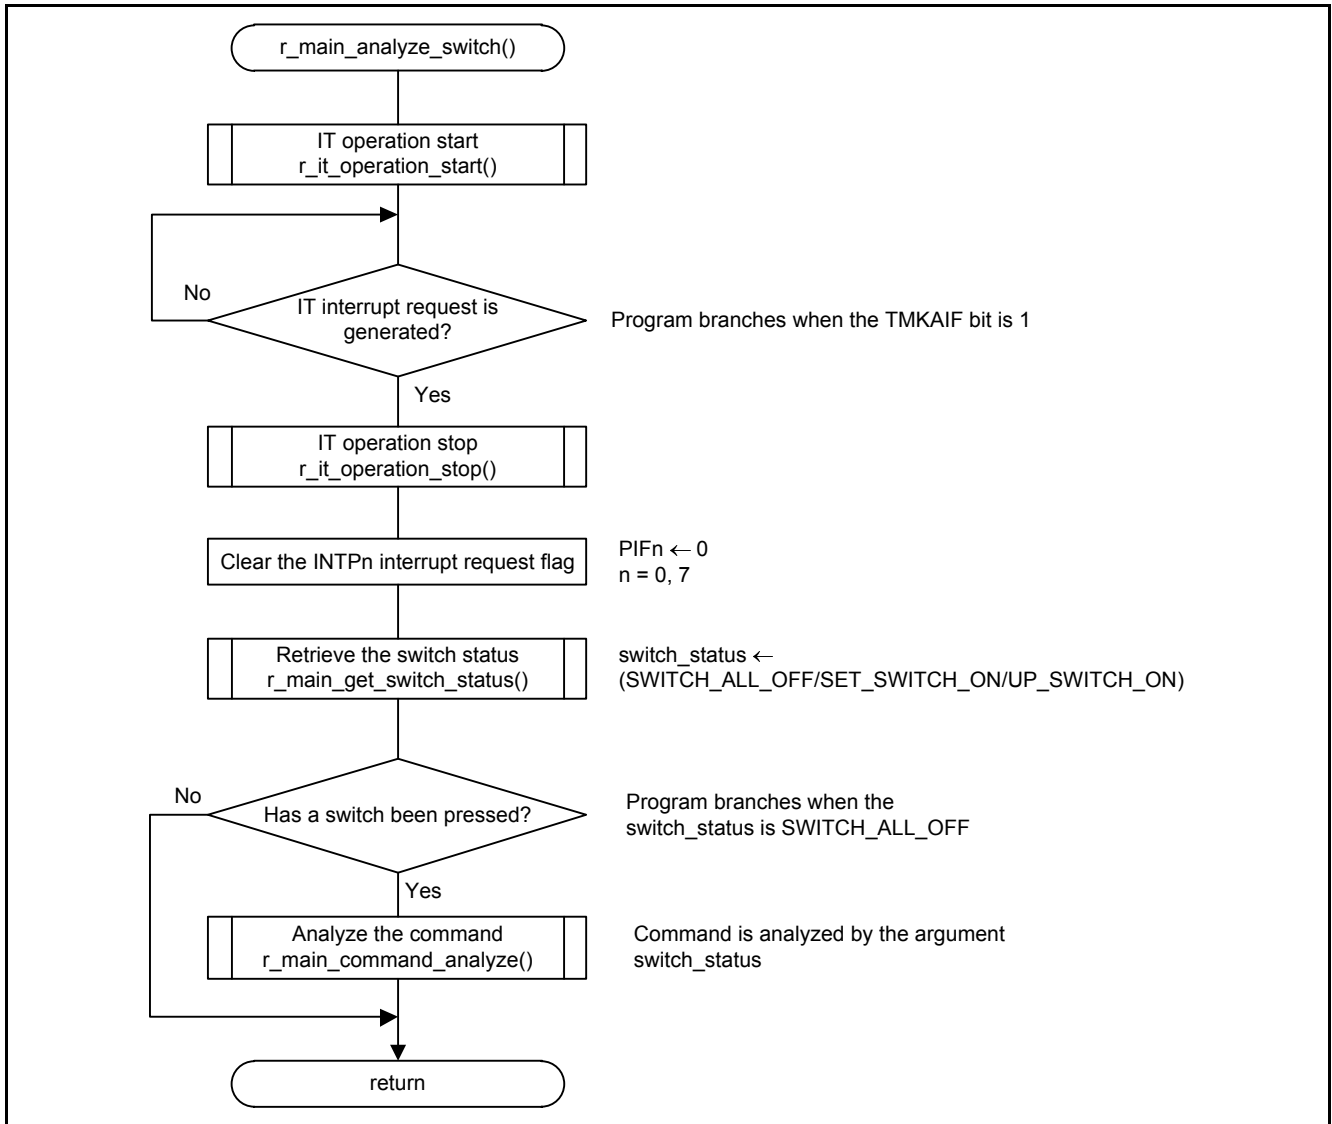 r_main_analyze_switch()
IT operation start
r_it_operation_start()
No
IT interrupt request is
generated?
Program branches when the TMKAIF bit is 1
Yes
IT operation stop
r_it_operation_stop()
Clear the INTPn interrupt request flag
PIFn ← 0
n = 0, 7
Retrieve the switch status
r_main_get_switch_status()
switch_status ←
(SWITCH_ALL_OFF/SET_SWITCH_ON/UP_SWITCH_ON)
No
Has a switch been pressed?
Program branches when the
switch_status is SWITCH_ALL_OFF
Yes
Analyze the command
r_main_command_analyze()
Command is analyzed by the argument
switch_status
return